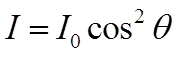 I = I₀ cos² θ